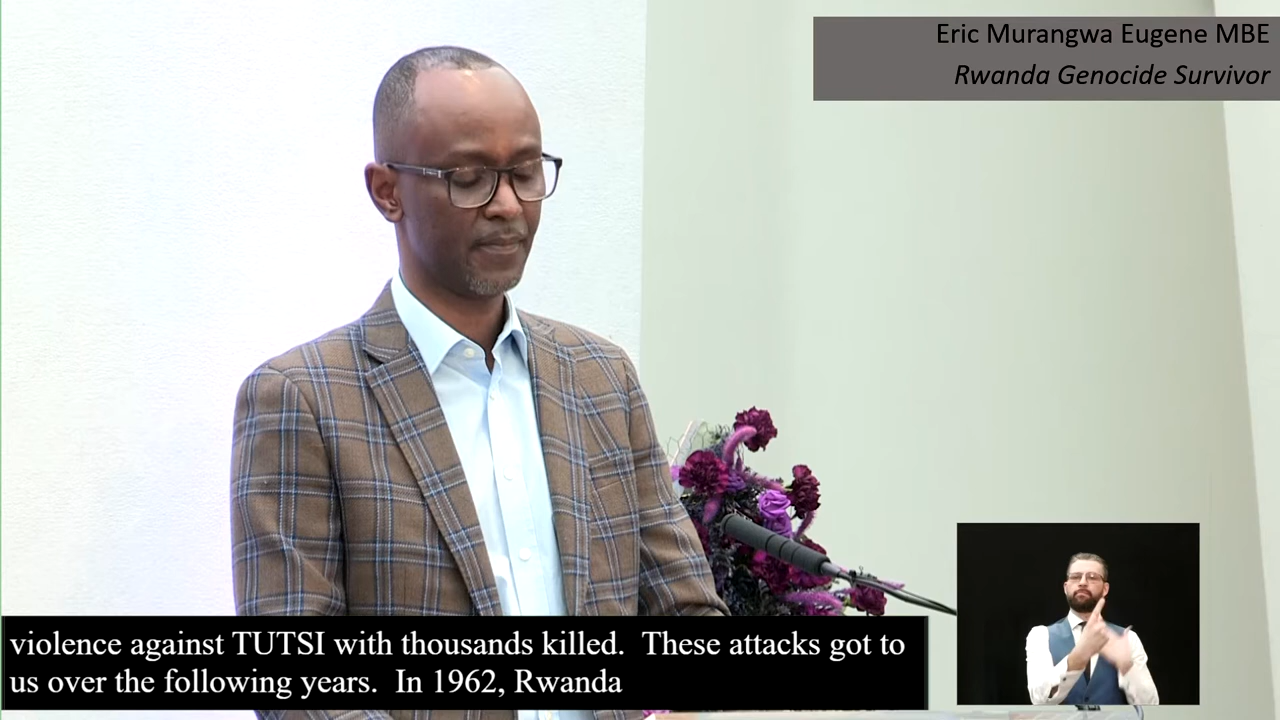 Eric Murangwa Eugene MBE
Rwanda Genocide Survivor
violence against TUTSI with thousands killed.  These attacks got to
us over the following years.  In 1962, Rwanda